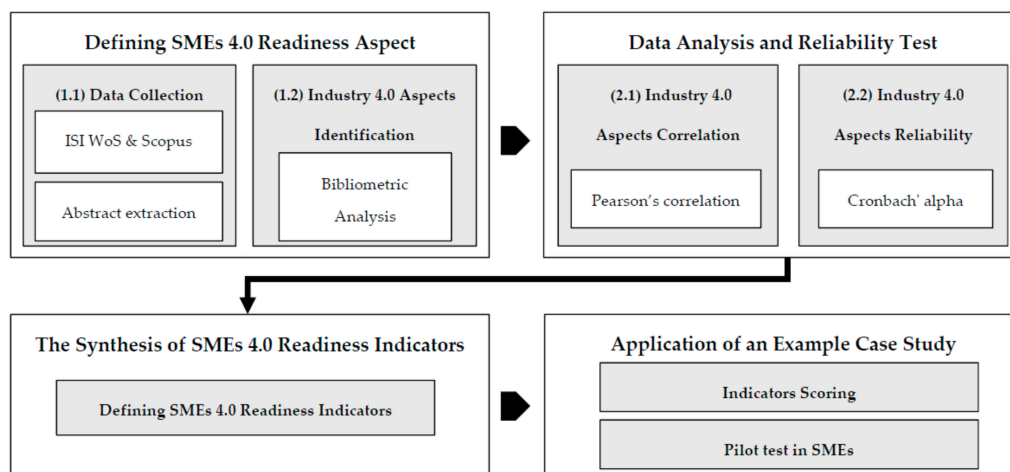 Defining SMEs 4.0 Readiness Aspect
(1.1) Data Collection
ISI WoS & Scopus
Abstract extraction
(1.2) Industry 4.0 Aspects
Identification
Bibliometric
Analysis
Data Analysis and Reliability Test
(2.1) Industry 4.0
Aspects Correlation
Pearson's correlation
(2.2) Industry 4.0
Aspects Reliability
Cronbach' alpha
The Synthesis of SMEs 4.0 Readiness Indicators
Defining SMEs 4.0 Readiness Indicators
Application of an Example Case Study
Indicators Scoring
Pilot test in SMEs